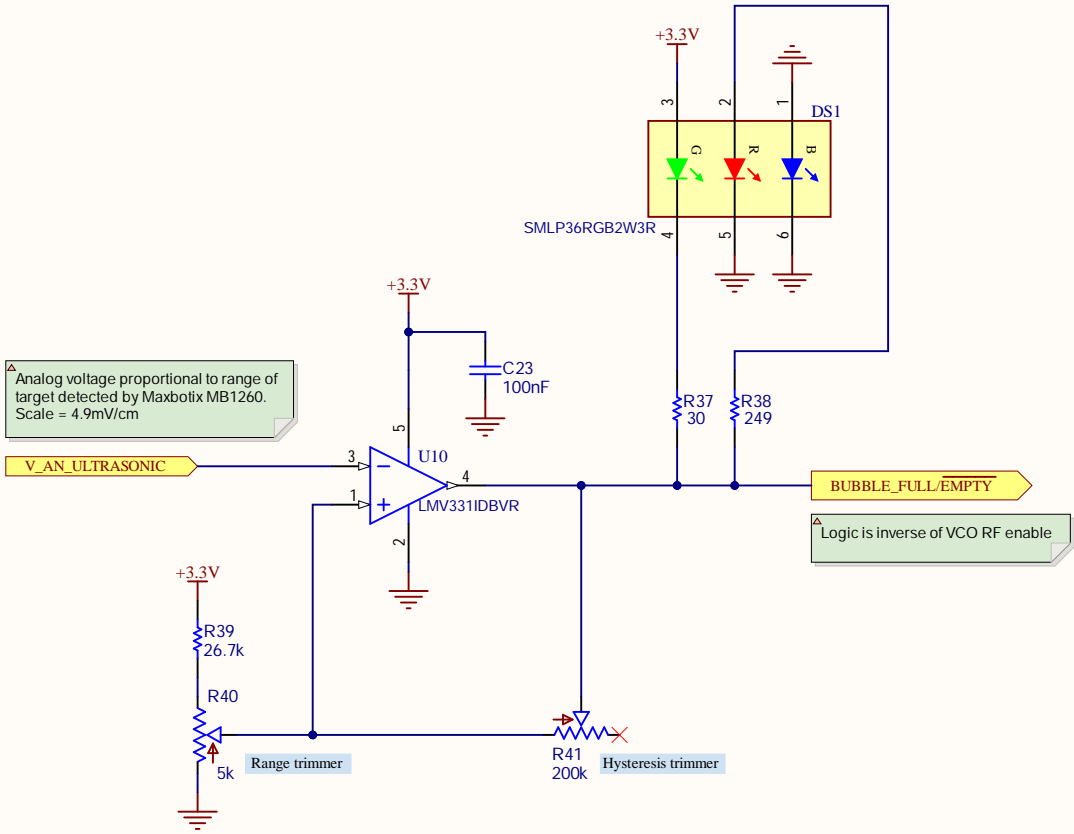 +3.3V
3
2
1
DS1
G
R
B
SMLP36RGB2W3R
4
5
6
+3.3V
C23
100nF
Analog voltage proportional to range of
target detected by Maxbotix MB1260.
Scale = 4.9mV/cm
R37
30
R38
249
5
V_AN_ULTRASONIC
3
U10
4
1
LMV331IDBVR
2
BUBBLE_FULL/EMPTY
Logic is inverse of VCO RF enable
+3.3V
R39
26.7k
R40
5k
Range trimmer
R41
200k
Hysteresis trimmer